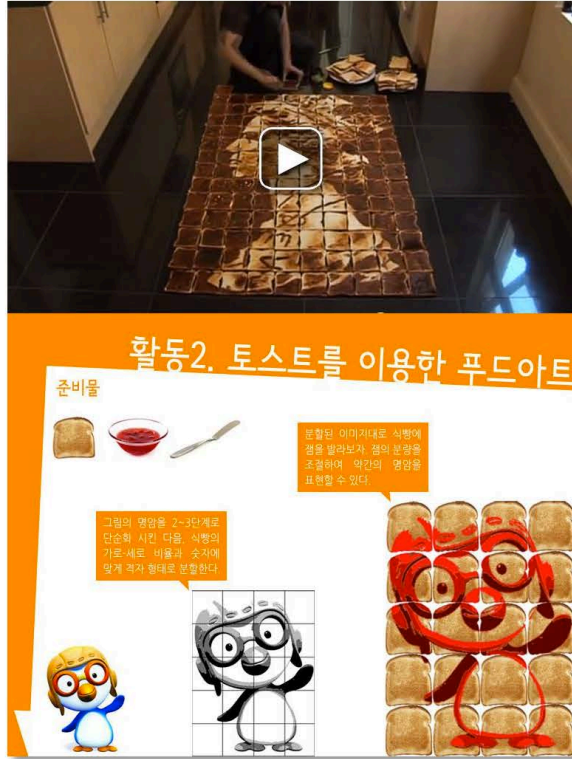 활동2. 토스트를 이용한 푸드아트
준비물
분할된 이미지대로 식빵에
잼을 발라보자. 잼의 분량을
조절하여 약간의 명암을
표현할 수 있다.
그림의 명암을 2~3단계로
단순화 시킨 다음, 식빵의
가로·세로 비율과 숫자에
맞게 격자 형태로 분할한다.